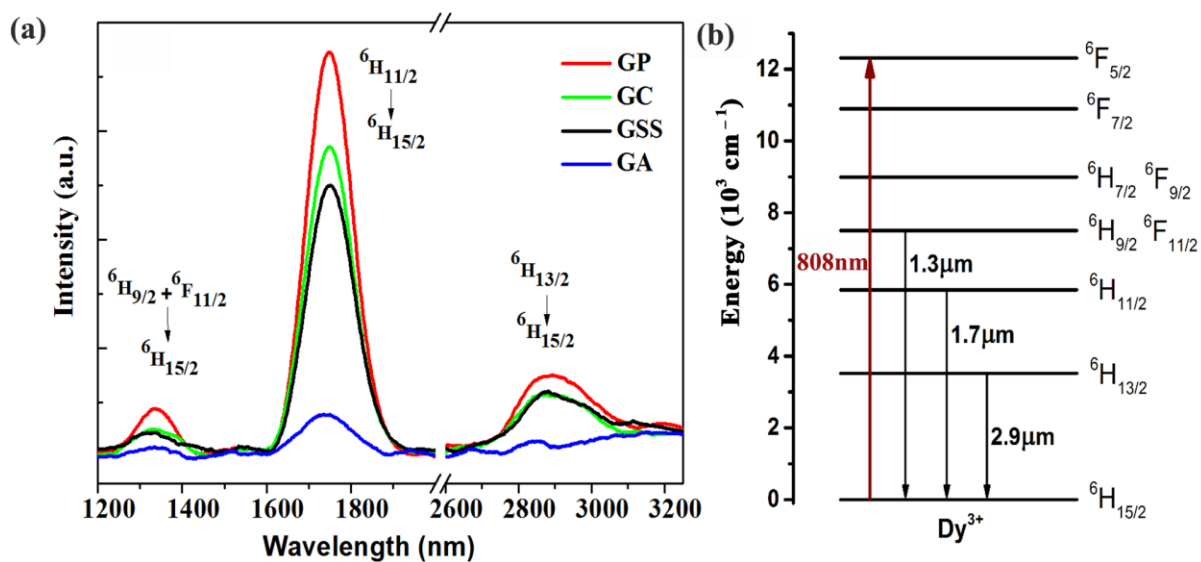 (a)
Intensity (a.u.)
⁶H₉/₂ + ⁶F₁₁/₂
⁶H₁₅/₂
⁶H₁₁/₂
⁶H₁₅/₂
⁶H₁₃/₂
⁶H₁₅/₂
GP
GC
GSS
GA
1200 1400 1600 1800 2800 3000 3200
Wavelength (nm)
(b)
Energy (10³ cm⁻¹)
12
10
8
6
4
2
0
808nm
1.3μm
1.7μm
2.9μm
⁶F₅/₂
⁶F₇/₂
⁶H₇/₂ ⁶F₉/₂
⁶H₉/₂ ⁶F₁₁/₂
⁶H₁₁/₂
⁶H₁₃/₂
⁶H₁₅/₂
Dy³⁺